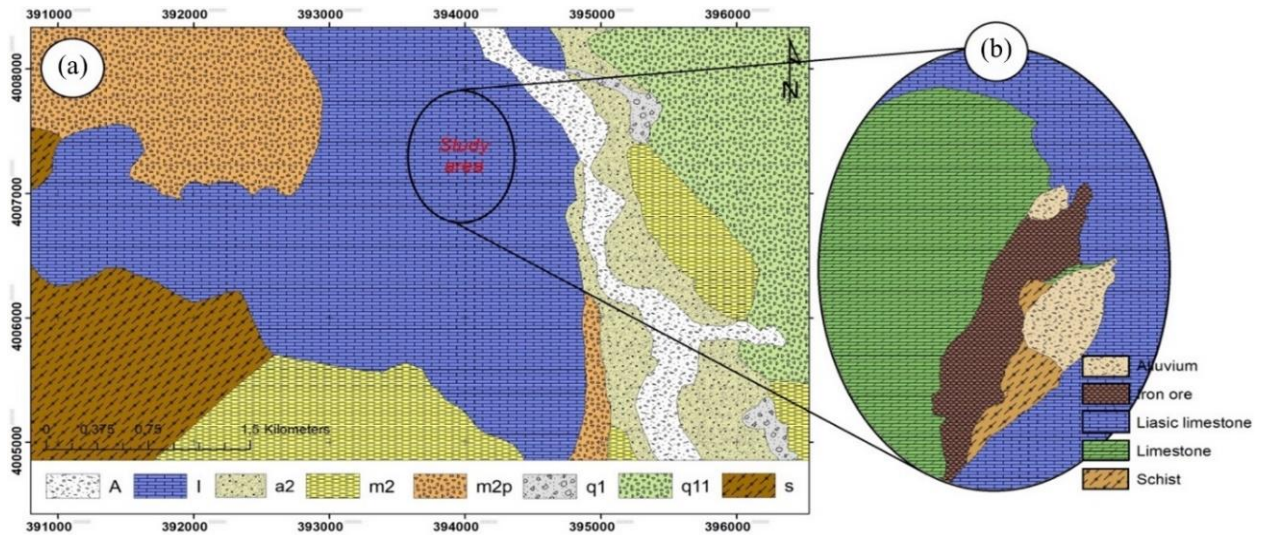 391000 392000 393000 394000 395000 396000
(a)
(b)
N
4008000
4007000
4006000
4005000
Study
area
0 0,375 0,75 1,5 Kilometers
A l a2 m2 m2p q1 q11 s
391000 392000 393000 394000 395000 396000
Alluvium
Iron ore
Liasic limestone
Limestone
Schist